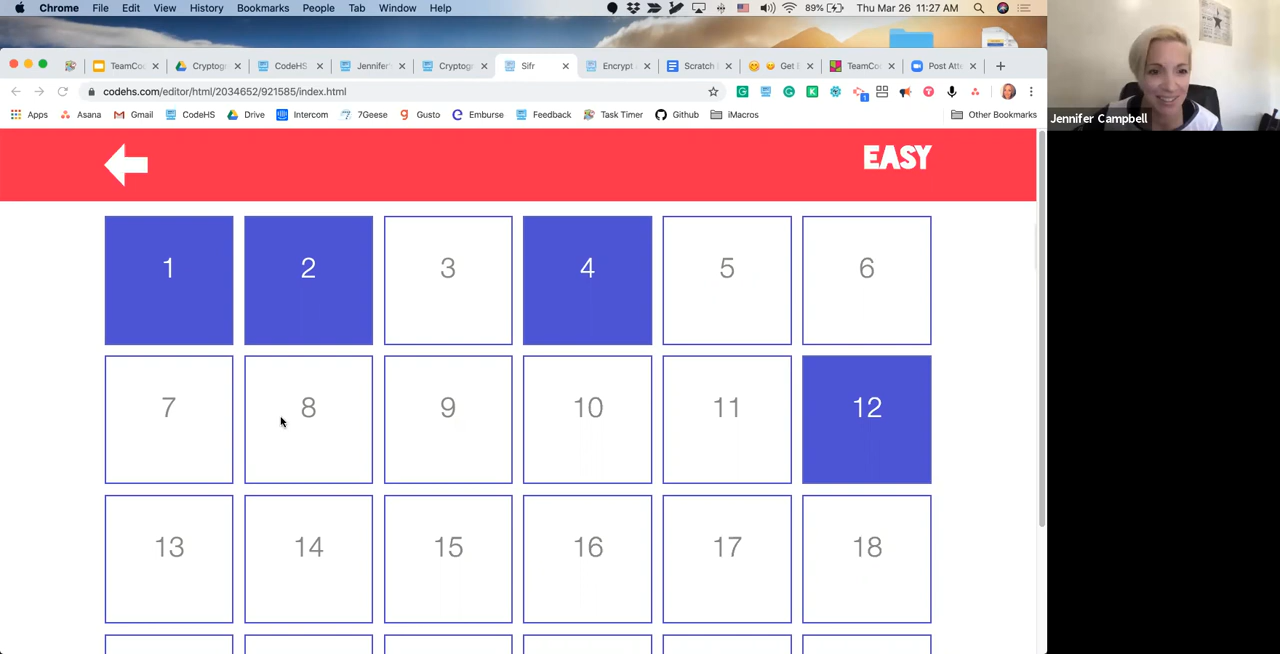 Chrome File Edit View History Bookmarks People Tab Window Help 89% Thu Mar 26 11:27 AM
TeamCo Cryptogr CodeHS Jennifer's Cryptogr Sifr Encrypt Scratch Get E TeamCo Post Atte
codehs.com/editor/html/2034652/921585/index.html
Apps Asana Gmail CodeHS Drive Intercom 7Geese Gusto Emburse Feedback Task Timer Github iMacros Other Bookmarks
Jennifer Campbell
EASY
1 2 3 4 5 6
7 8 9 10 11 12
13 14 15 16 17 18